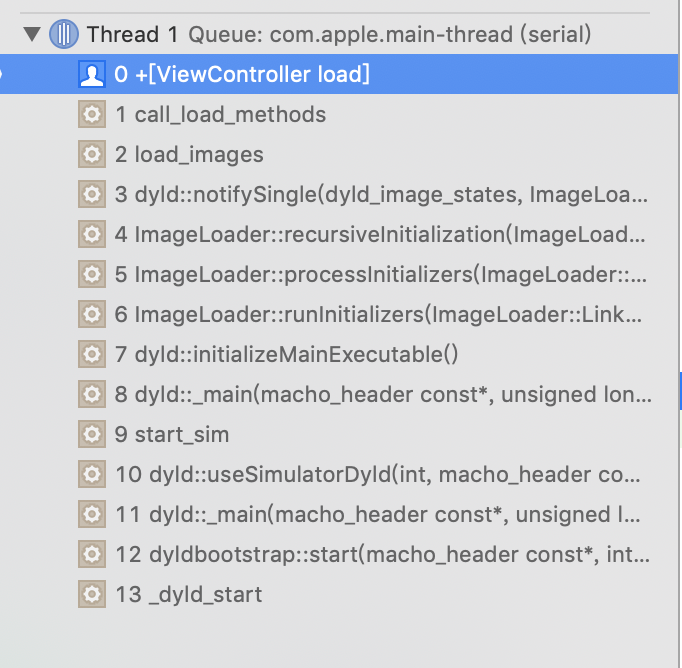 Thread 1 Queue: com.apple.main-thread (serial)
0 +[ViewController load]
1 call_load_methods
2 load_images
3 dyld::notifySingle(dyld_image_states, ImageLoa...
4 ImageLoader::recursiveInitialization(ImageLoad...
5 ImageLoader::processInitializers(ImageLoader::...
6 ImageLoader::runInitializers(ImageLoader::Link...
7 dyld::initializeMainExecutable()
8 dyld::_main(macho_header const*, unsigned lon...
9 start_sim
10 dyld::useSimulatorDyld(int, macho_header co...
11 dyld::_main(macho_header const*, unsigned l...
12 dyldbootstrap::start(macho_header const*, int...
13 _dyld_start